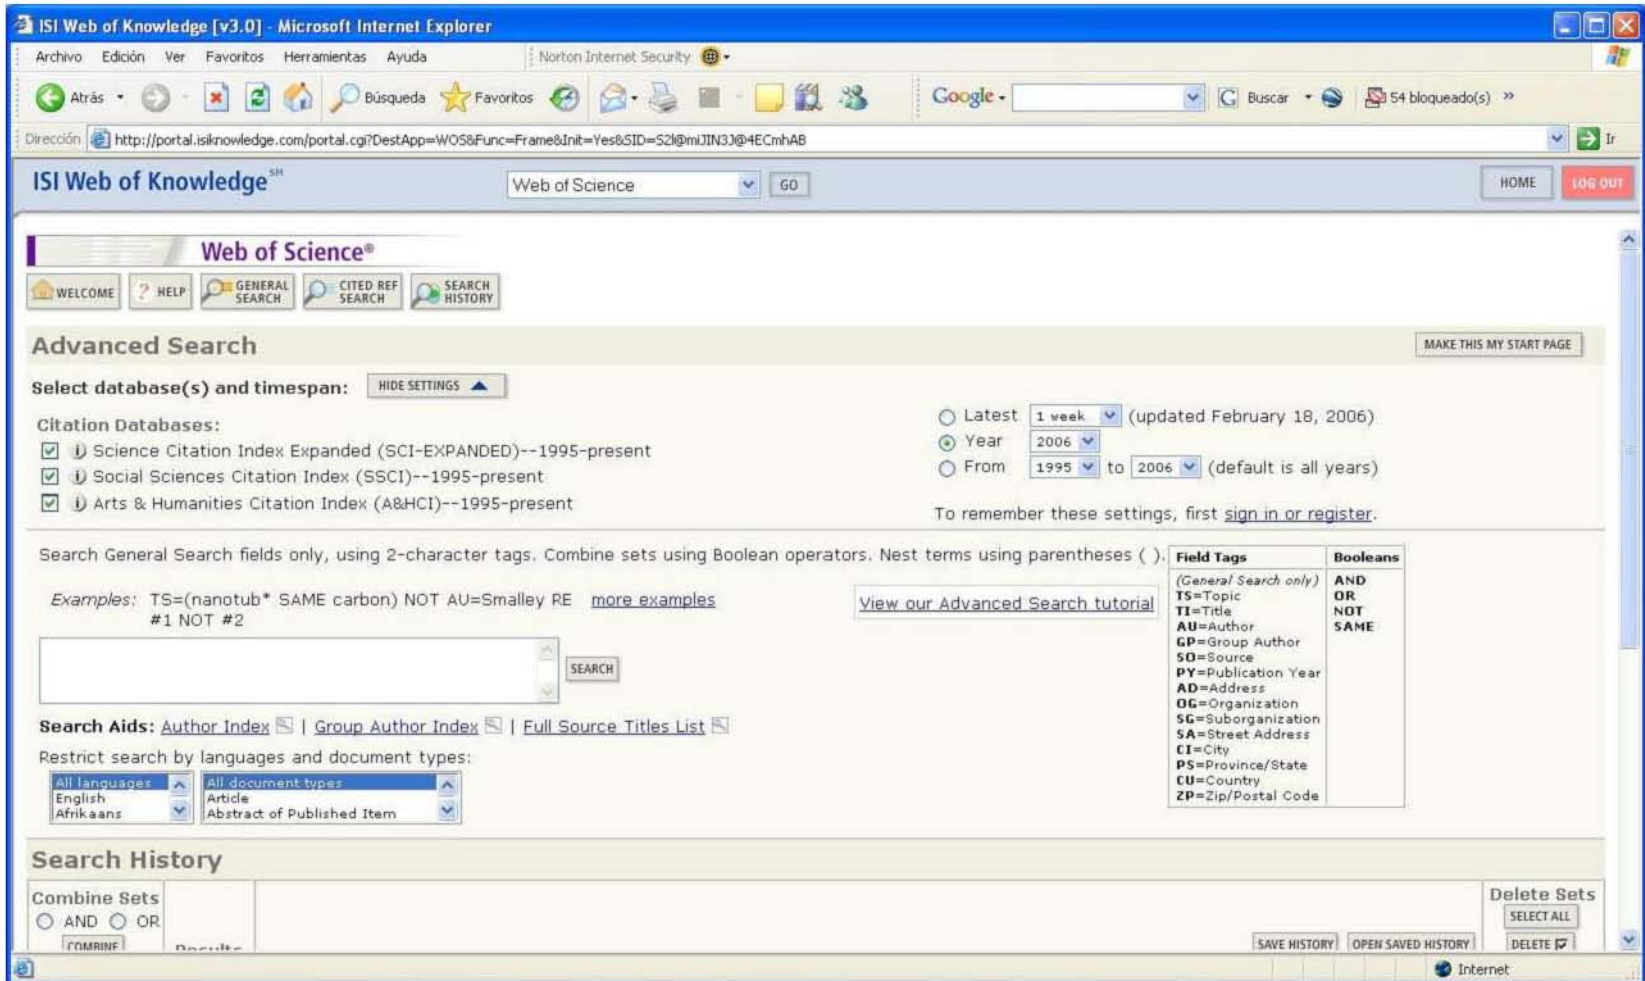 ISI Web of Knowledge [v3.0] - Microsoft Internet Explorer
Archivo Edición Ver Favoritos Herramientas Ayuda Norton Internet Security
Atrás Búsqueda Favoritos Google Buscar 54 bloqueado(s) »
Dirección http://portal.isiknowledge.com/portal.cgi?DestApp=WOS&Func=Frame&Init=Yes&SID=S2l@miJIN3J@4ECmhAB Ir
ISI Web of Knowledge SM Web of Science GO HOME LOG OUT
Web of Science®
WELCOME ? HELP GENERAL SEARCH CITED REF SEARCH SEARCH HISTORY
Advanced Search MAKE THIS MY START PAGE
Select database(s) and timespan: HIDE SETTINGS
Citation Databases:
i) Science Citation Index Expanded (SCI-EXPANDED)--1995-present
i) Social Sciences Citation Index (SSCI)--1995-present
i) Arts & Humanities Citation Index (A&HCI)--1995-present
Latest 1 week (updated February 18, 2006)
Year 2006
From 1995 to 2006 (default is all years)
To remember these settings, first sign in or register.
Search General Search fields only, using 2-character tags. Combine sets using Boolean operators. Nest terms using parentheses ( ).
Examples: TS=(nanotub* SAME carbon) NOT AU=Smalley RE more examples
#1 NOT #2
View our Advanced Search tutorial
SEARCH
Search Aids: Author Index | Group Author Index | Full Source Titles List
Restrict search by languages and document types:
All languages All document types
English Article
Afrikaans Abstract of Published Item
Field Tags Booleans
(General Search only) AND
TS=Topic OR
TI=Title NOT
AU=Author SAME
GP=Group Author
SO=Source
PY=Publication Year
AD=Address
OG=Organization
SG=Suborganization
SA=Street Address
CI=City
PS=Province/State
CU=Country
ZP=Zip/Postal Code
Search History
Combine Sets Delete Sets
AND OR SELECT ALL
COMBINE Results SAVE HISTORY OPEN SAVED HISTORY DELETE
Internet